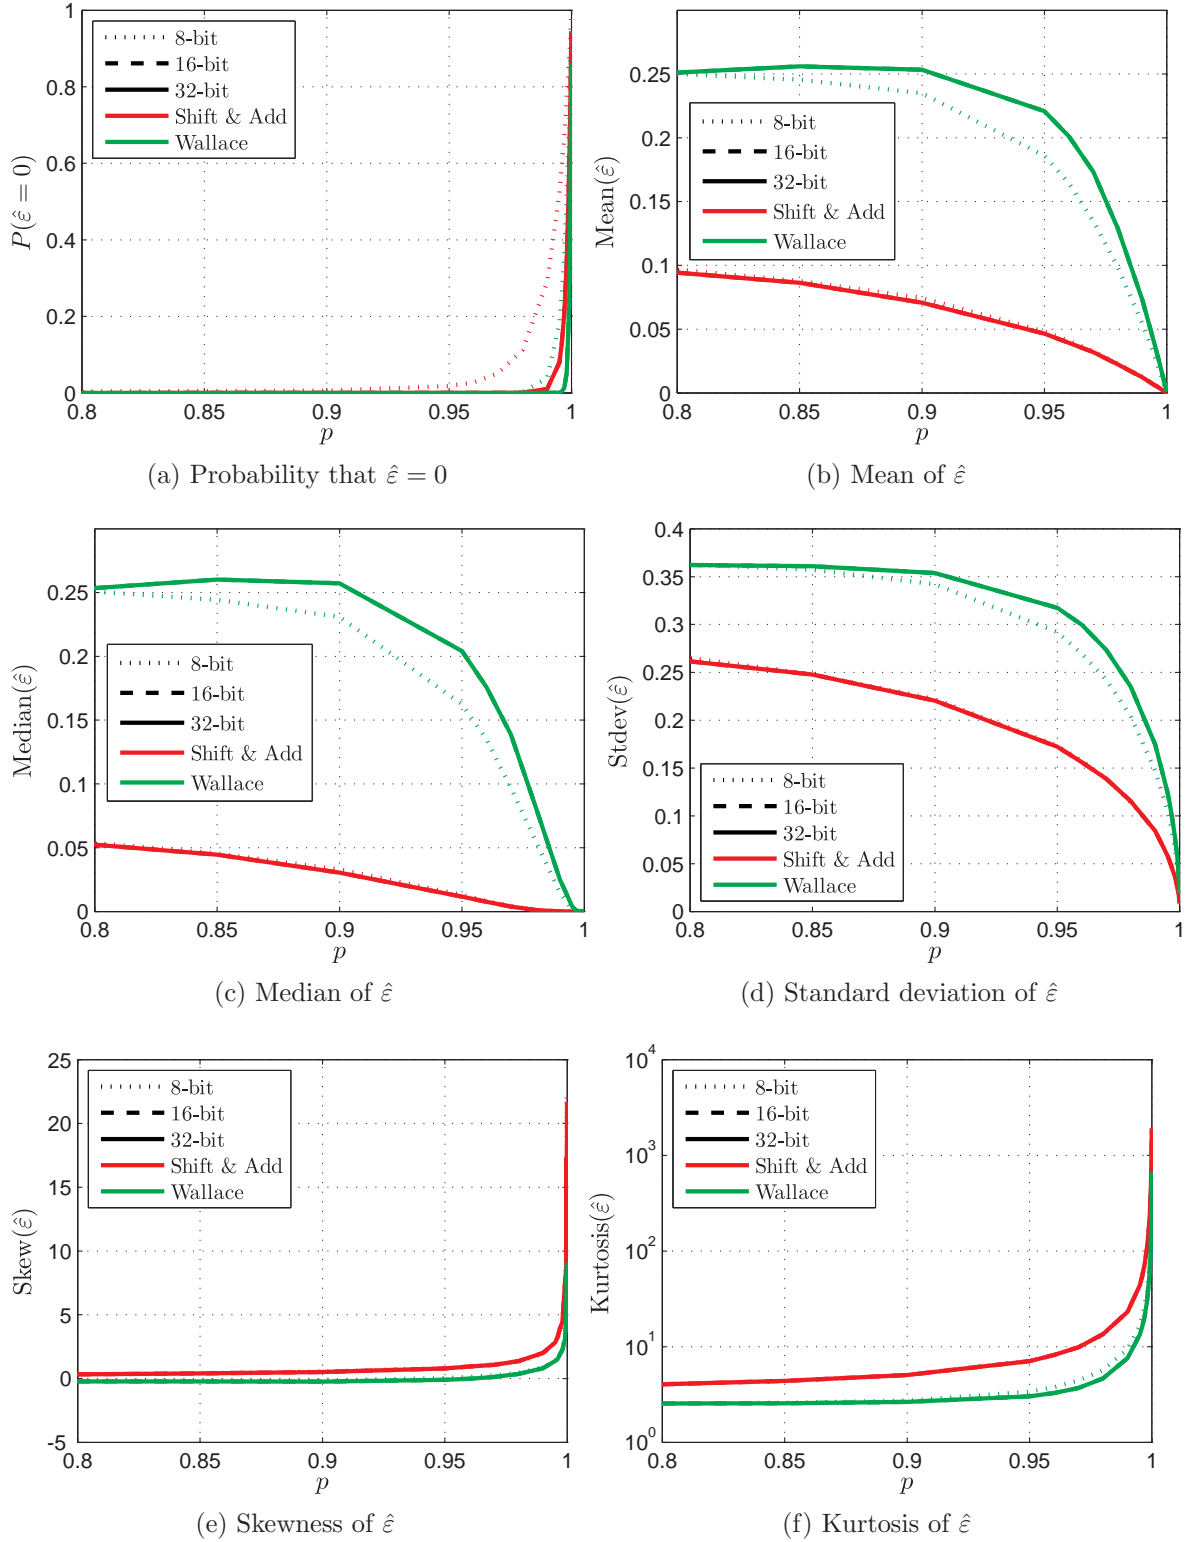 1
0.8
0.6
0.4
0.2
0
P(ε̂ = 0)
8-bit
16-bit
32-bit
Shift & Add
Wallace
0.8 0.85 0.9 0.95 1
p
(a) Probability that ε̂ = 0
0.25
0.2
0.15
0.1
0.05
0
Mean(ε̂)
8-bit
16-bit
32-bit
Shift & Add
Wallace
0.8 0.85 0.9 0.95 1
p
(b) Mean of ε̂
0.25
0.2
0.15
0.1
0.05
0
Median(ε̂)
8-bit
16-bit
32-bit
Shift & Add
Wallace
0.8 0.85 0.9 0.95 1
p
(c) Median of ε̂
0.4
0.35
0.3
0.25
0.2
0.15
0.1
0.05
0
Stdev(ε̂)
8-bit
16-bit
32-bit
Shift & Add
Wallace
0.8 0.85 0.9 0.95 1
p
(d) Standard deviation of ε̂
25
20
15
10
5
0
-5
Skew(ε̂)
8-bit
16-bit
32-bit
Shift & Add
Wallace
0.8 0.85 0.9 0.95 1
p
(e) Skewness of ε̂
10⁴
10³
10²
10¹
10⁰
Kurtosis(ε̂)
8-bit
16-bit
32-bit
Shift & Add
Wallace
0.8 0.85 0.9 0.95 1
p
(f) Kurtosis of ε̂